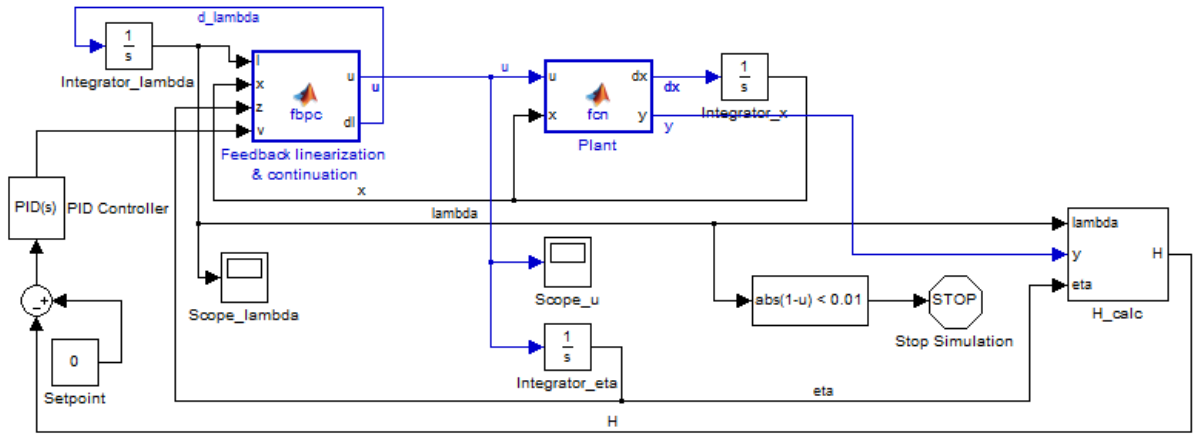 d_lambda
1
s
Integrator_lambda
l
x
z
v
fbpc
u
dl
u
Feedback linearization
& continuation
u
u
x
fcn
dx
y
Plant
dx
y
1
s
Integrator_x
x
lambda
PID(s)
PID Controller
lambda
y
eta
H
H_calc
Scope_lambda
Scope_u
abs(1-u) < 0.01
STOP
Stop Simulation
0
Setpoint
1
s
Integrator_eta
eta
H